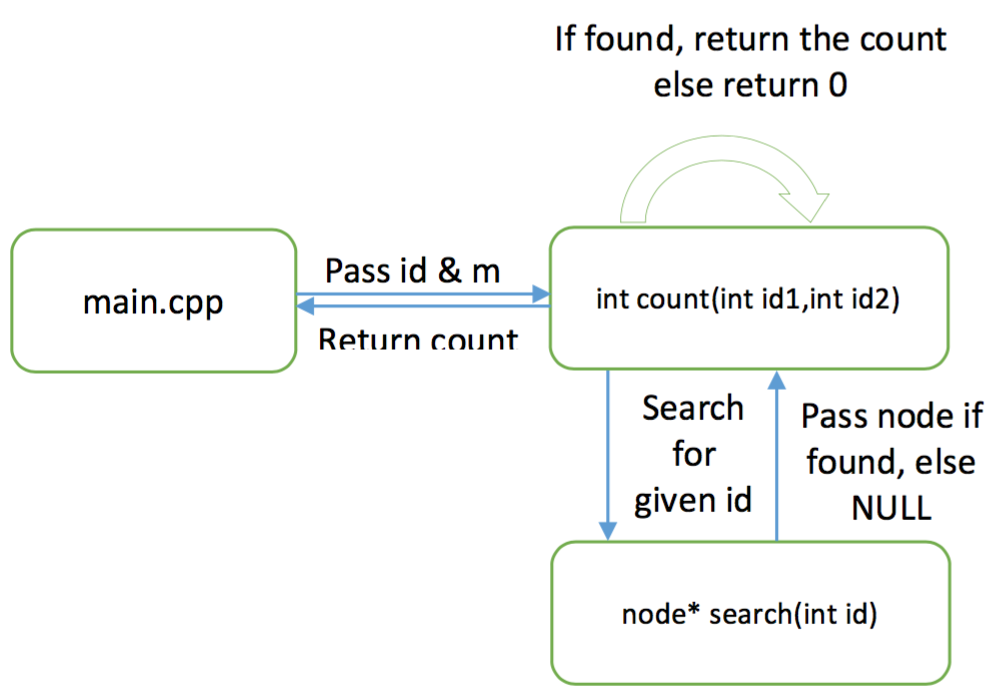 If found, return the count
else return 0
main.cpp
Pass id & m
Return count
int count(int id1,int id2)
Search
for
given id
Pass node if
found, else
NULL
node* search(int id)